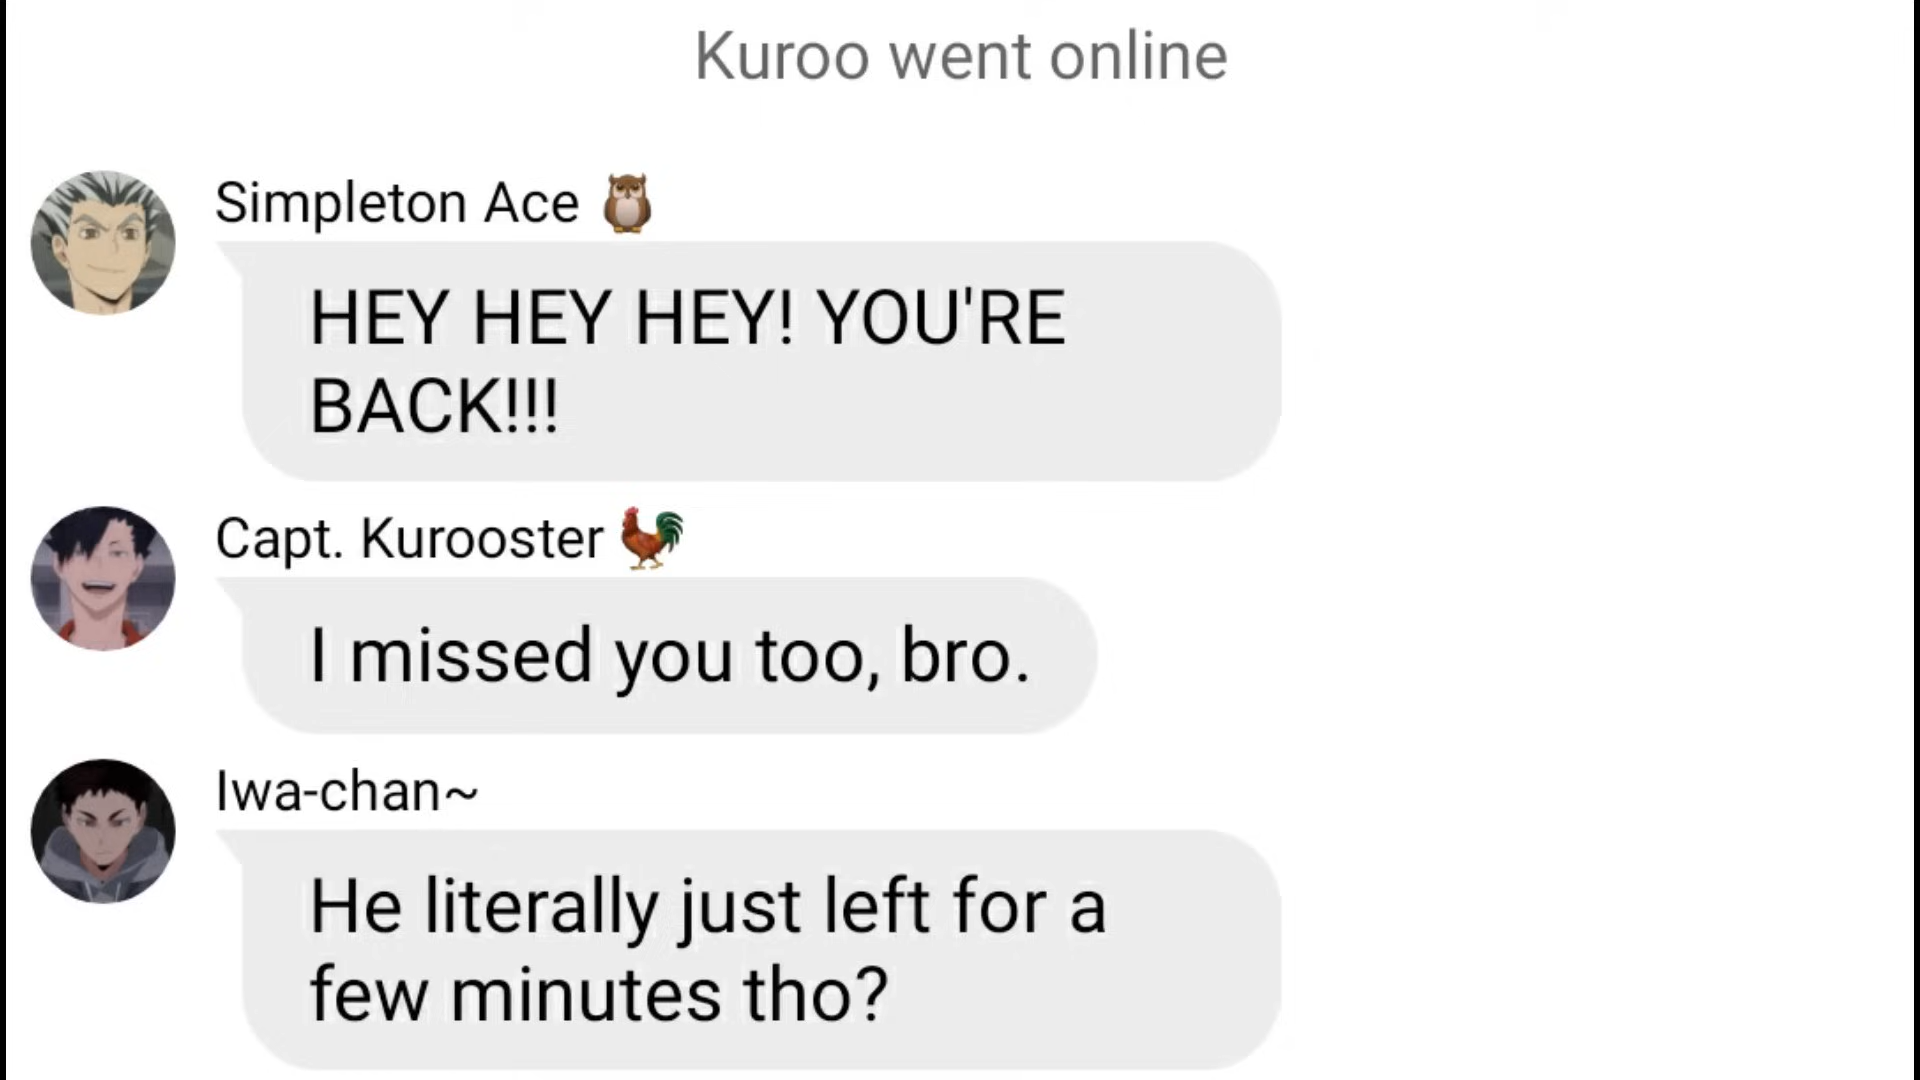 Kuroo went online
Simpleton Ace 🦉
HEY HEY HEY! YOU'RE
BACK!!!
Capt. Kurooster 🐓
I missed you too, bro.
Iwa-chan~
He literally just left for a
few minutes tho?